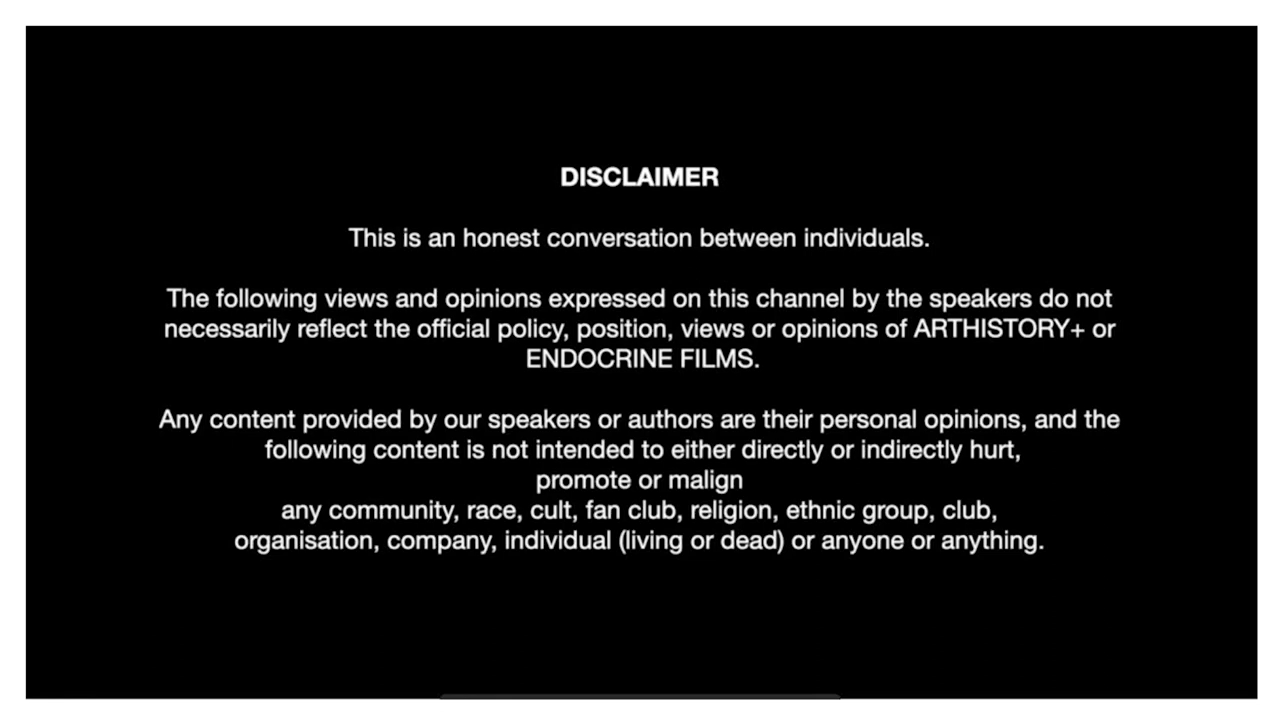 DISCLAIMER
This is an honest conversation between individuals.
The following views and opinions expressed on this channel by the speakers do not
necessarily reflect the official policy, position, views or opinions of ARTHISTORY+ or
ENDOCRINE FILMS.
Any content provided by our speakers or authors are their personal opinions, and the
following content is not intended to either directly or indirectly hurt,
promote or malign
any community, race, cult, fan club, religion, ethnic group, club,
organisation, company, individual (living or dead) or anyone or anything.